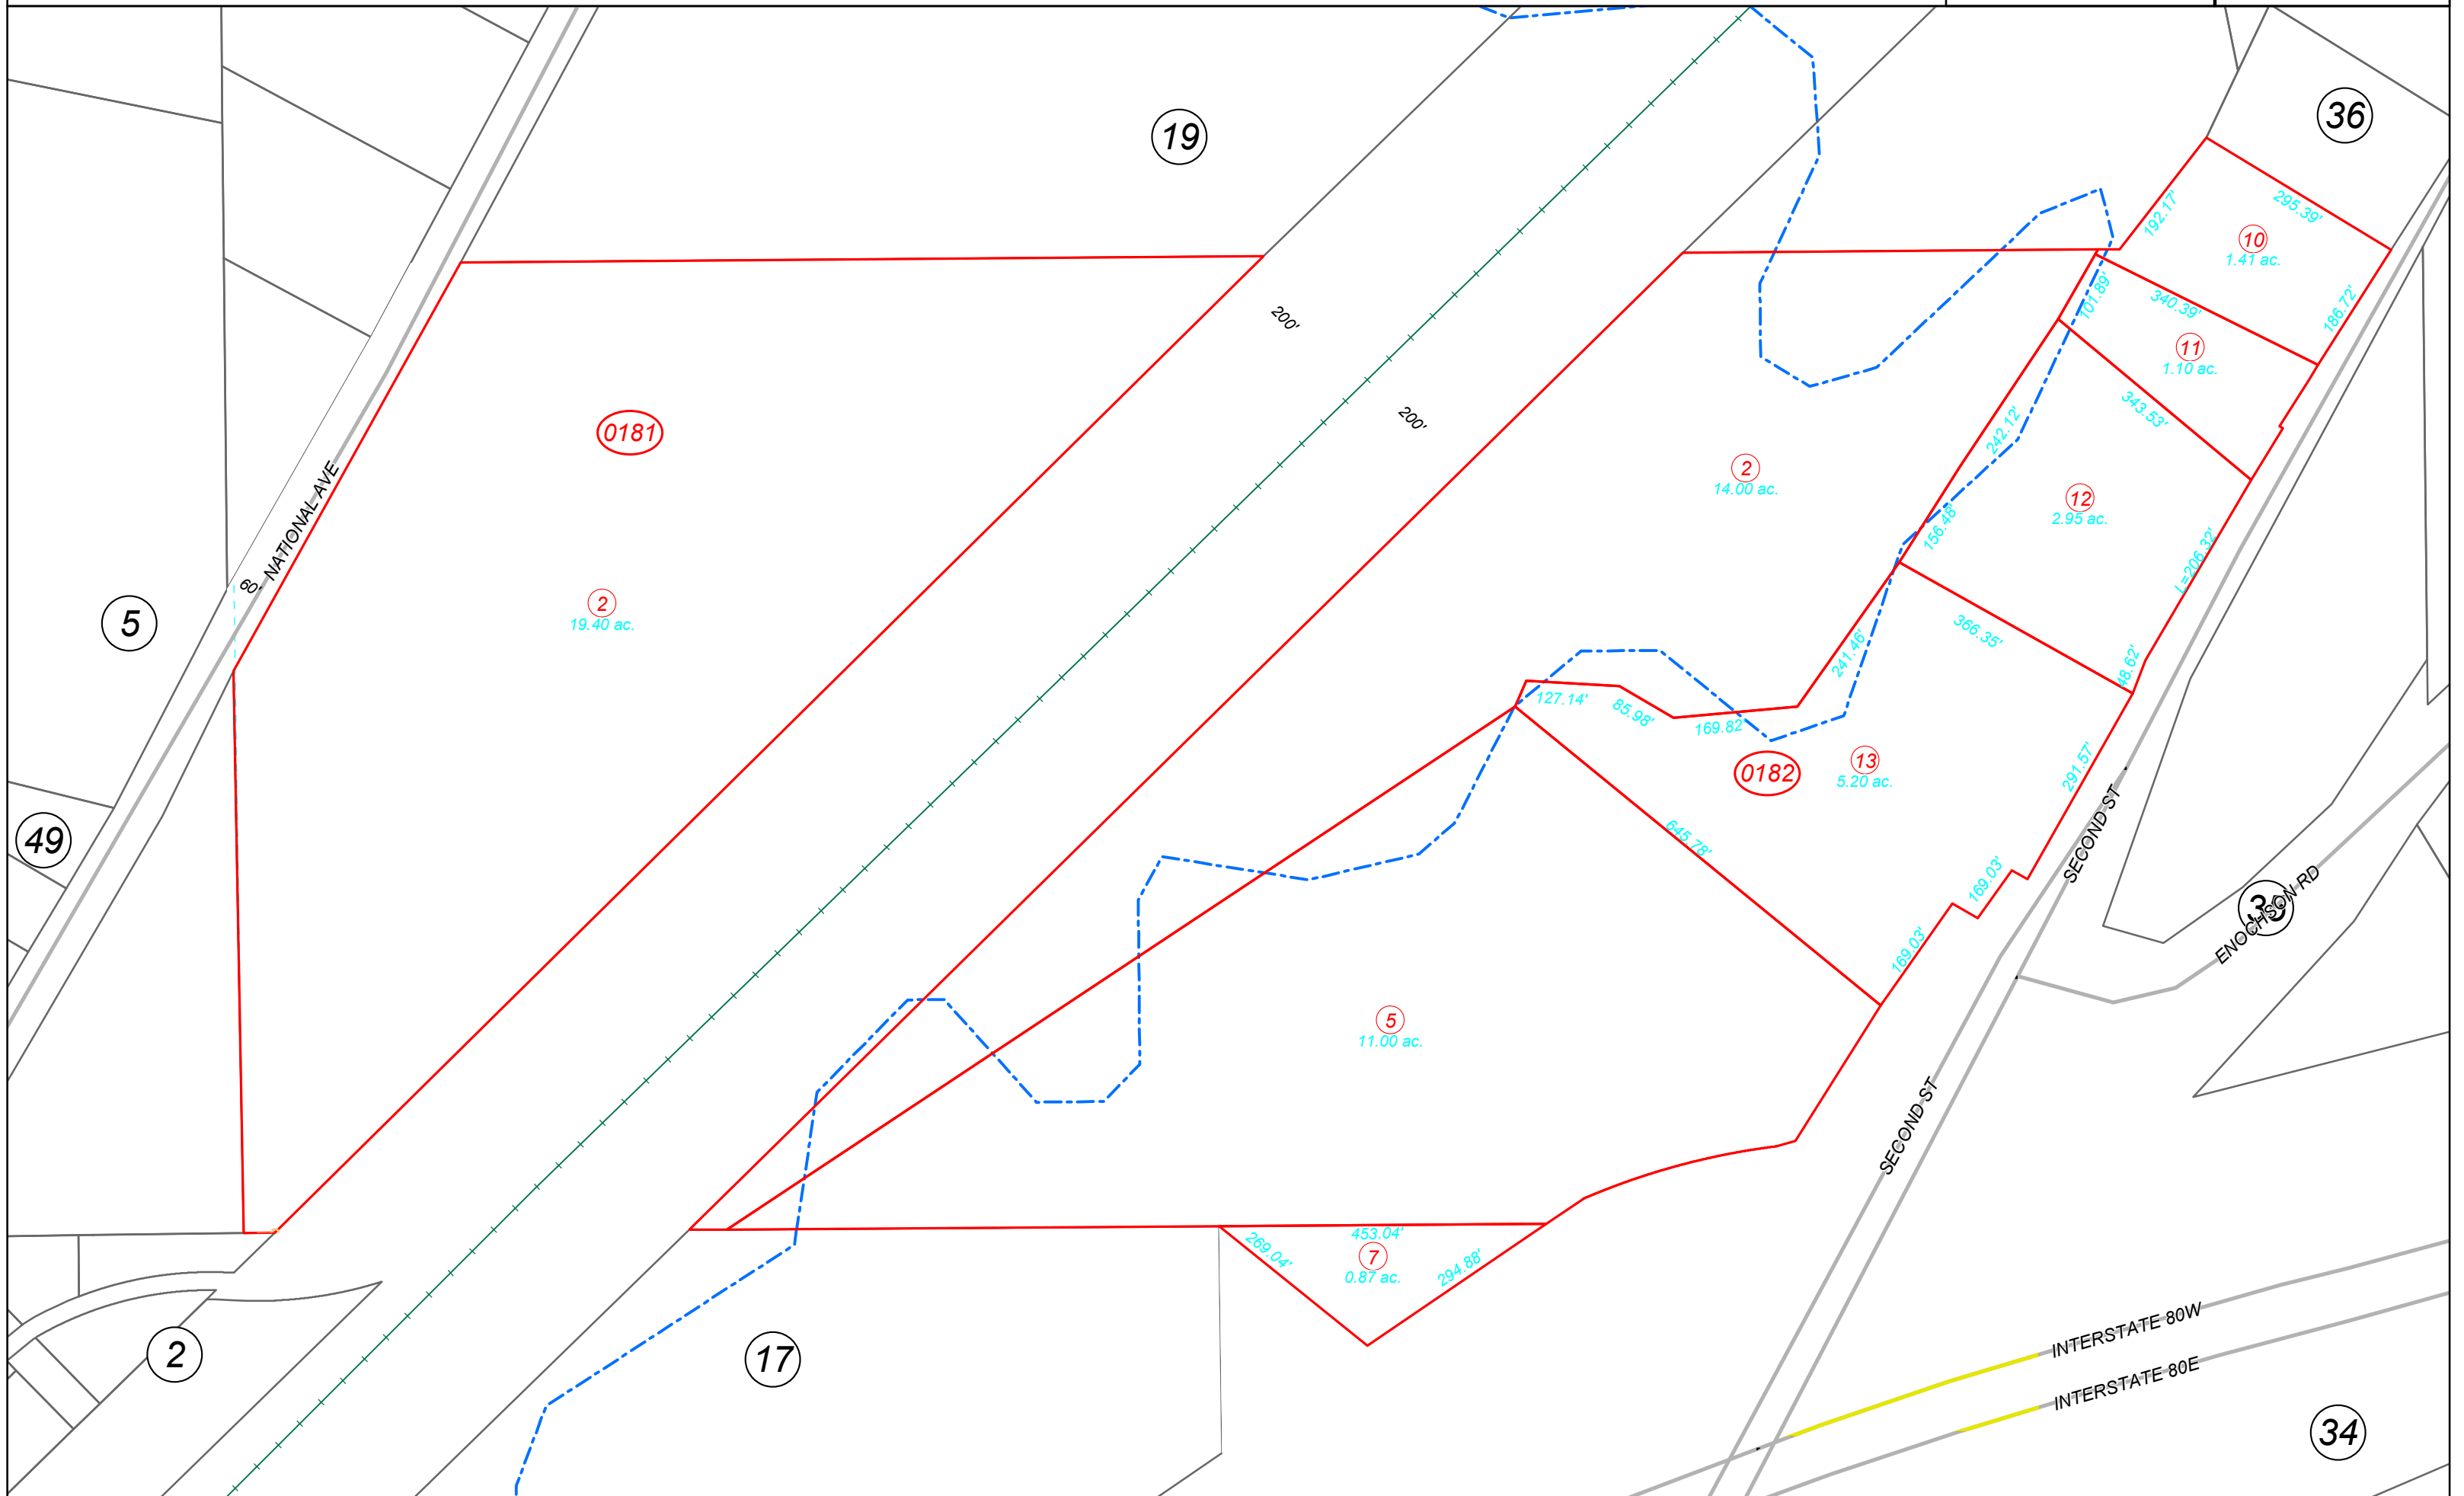 36
19
192.17'
295.39'
10
1.41 ac.
101.89'
340.39'
186.72'
200'
11
1.10 ac.
200'
343.53'
0181
242.12'
2
14.00 ac.
12
2.95 ac.
156.48'
NATIONAL AVE
60'
L=206.32'
5
2
19.40 ac.
366.35'
241.46'
48.62'
127.14'
85.98'
169.82'
0182
13
5.20 ac.
291.57'
49
645.78'
SECOND ST
169.03'
ENOCHSON RD
169.03'
5
11.00 ac.
SECOND ST
453.04'
269.04'
7
0.87 ac.
294.88'
INTERSTATE 80W
2
17
INTERSTATE 80E
34